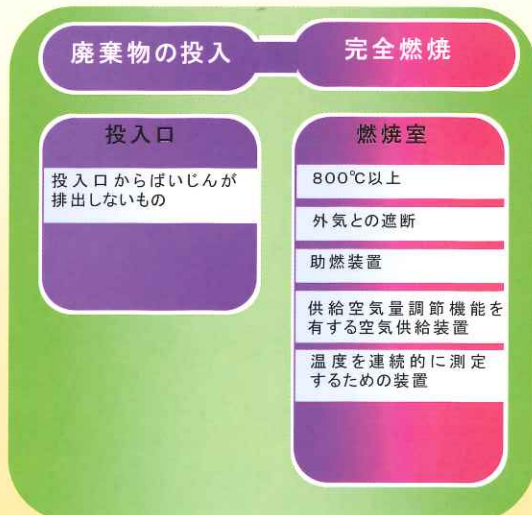 廃棄物の投入
完全燃焼
投入口
投入口からばいじんが
排出しないもの
燃焼室
800℃以上
外気との遮断
助燃装置
供給空気量調節機能を
有する空気供給装置
温度を連続的に測定
するための装置